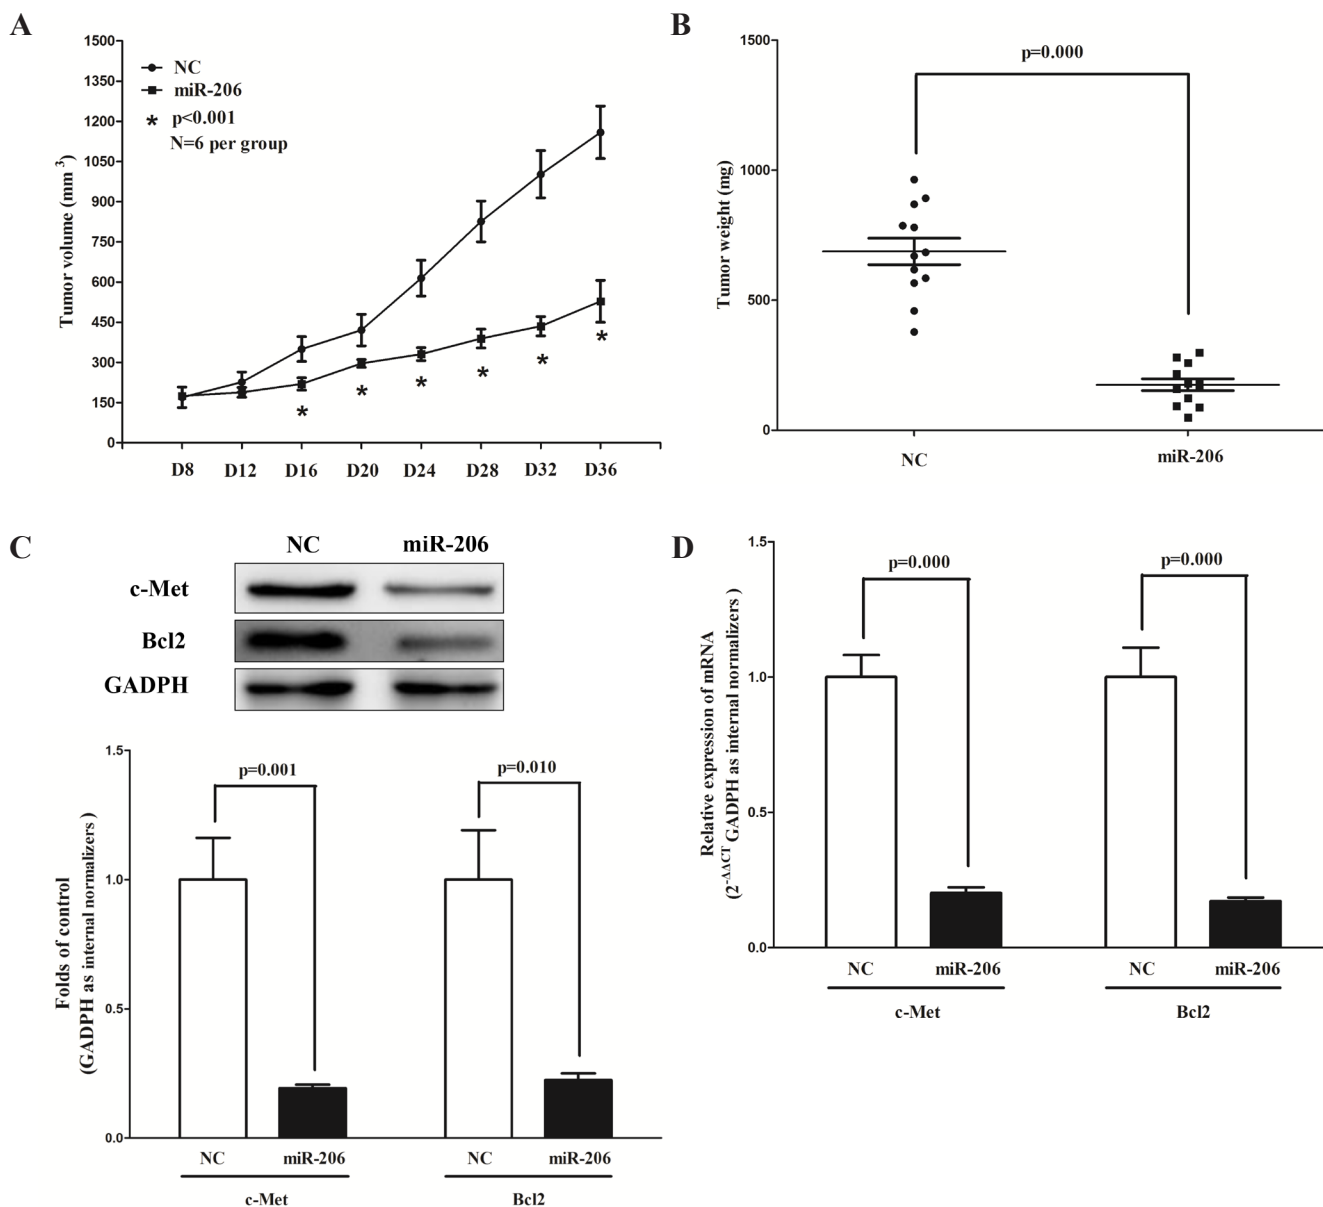 A
1500
1350
1200
1050
900
750
600
450
300
150
0
Tumor volume (mm 3 )
NC
miR-206
* p<0.001
N=6 per group
*
*
*
*
*
*
D8 D12 D16 D20 D24 D28 D32 D36
B
1500
1000
500
0
Tumor weight (mg)
p=0.000
NC miR-206
C
NC miR-206
c-Met
Bcl2
GADPH
1.5
1.0
0.5
0.0
Folds of control
(GADPH as internal normalizers )
p=0.001
p=0.010
NC miR-206 NC miR-206
c-Met Bcl2
D
1.5
1.0
0.5
0.0
Relative expression of mRNA
(2-ΔΔCT GADPH as internal normalizers )
p=0.000
p=0.000
NC miR-206 NC miR-206
c-Met Bcl2